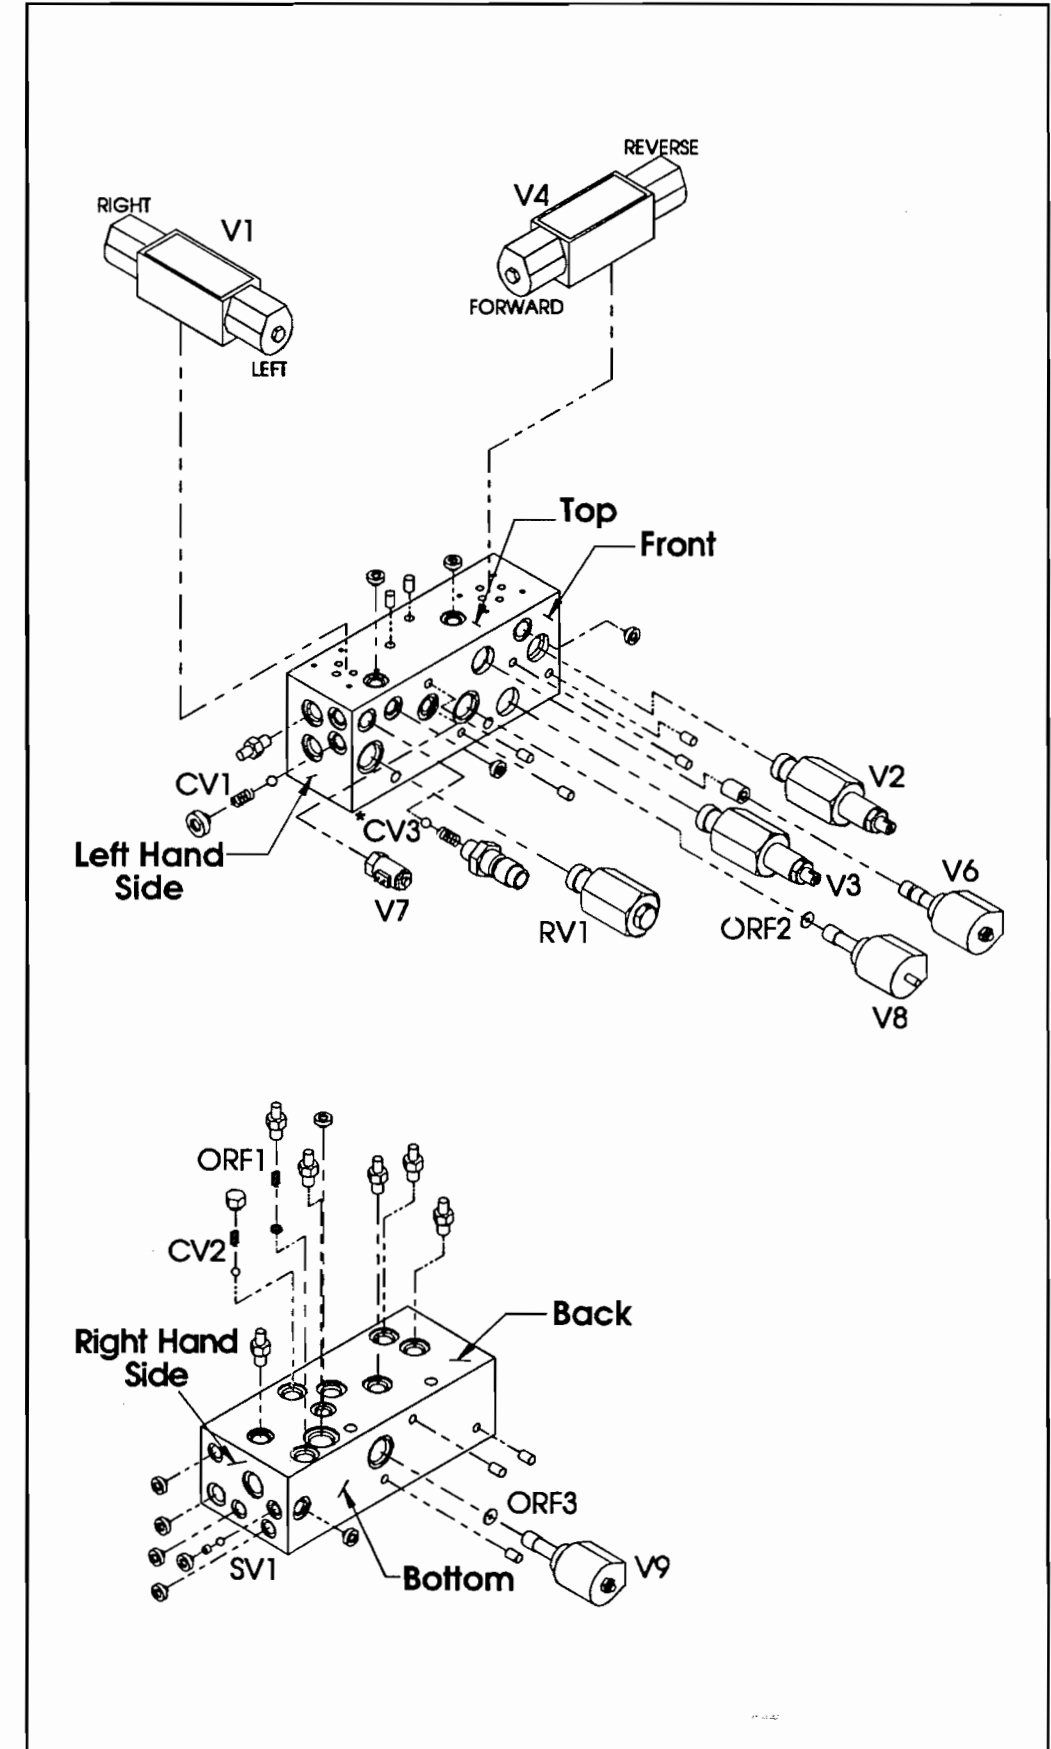 REVERSE
V4
RIGHT
V1
FORWARD
LEFT
Top
Front
CV1
V2
*CV3
Left Hand
Side
V7
V3
V6
RV1
ORF2
V8
ORF1
CV2
Back
Right Hand
Side
ORF3
SV1
Bottom
V9